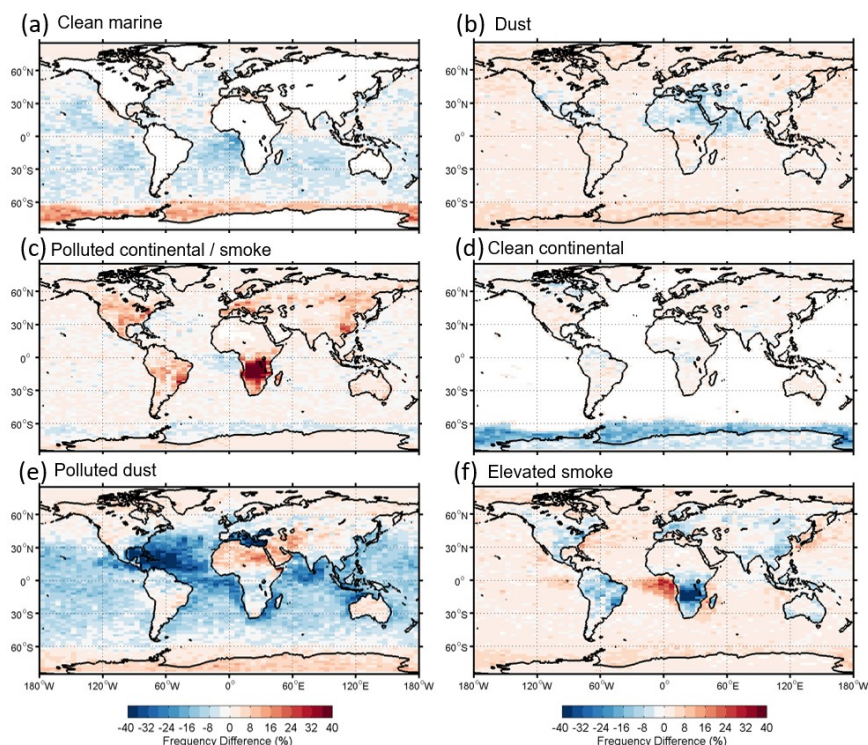 (a) Clean marine
(b) Dust
60°N
30°N
0°
30°S
60°S
60°N
30°N
0°
30°S
60°S
(c) Polluted continental / smoke
(d) Clean continental
60°N
30°N
0°
30°S
60°S
60°N
30°N
0°
30°S
60°S
(e) Polluted dust
(f) Elevated smoke
60°N
30°N
0°
30°S
60°S
60°N
30°N
0°
30°S
60°S
180°W 120°W 60°W 0° 60°E 120°E 180°W
180°W 120°W 60°W 0° 60°E 120°E 180°W
-40 -32 -24 -16 -8 0 8 16 24 32 40
Frequency Difference (%)
-40 -32 -24 -16 -8 0 8 16 24 32 40
Frequency Difference (%)